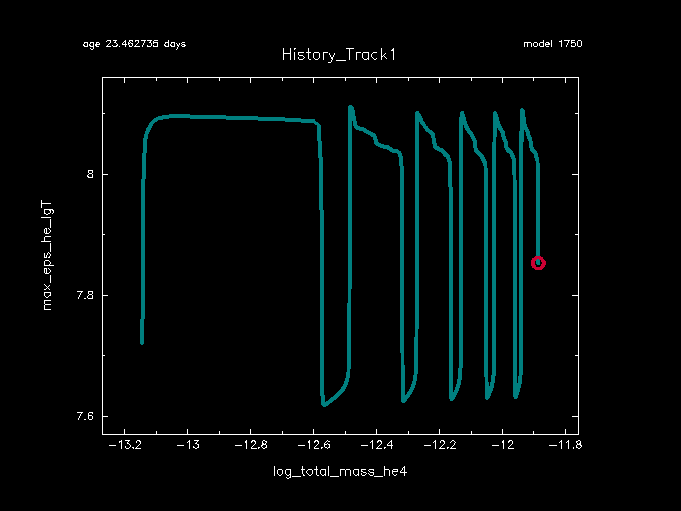 age 23.462735 days model 1750
History_Track1
8
7.8
7.6
max_eps_he_lgT
-13.2 -13 -12.8 -12.6 -12.4 -12.2 -12 -11.8
log_total_mass_he4